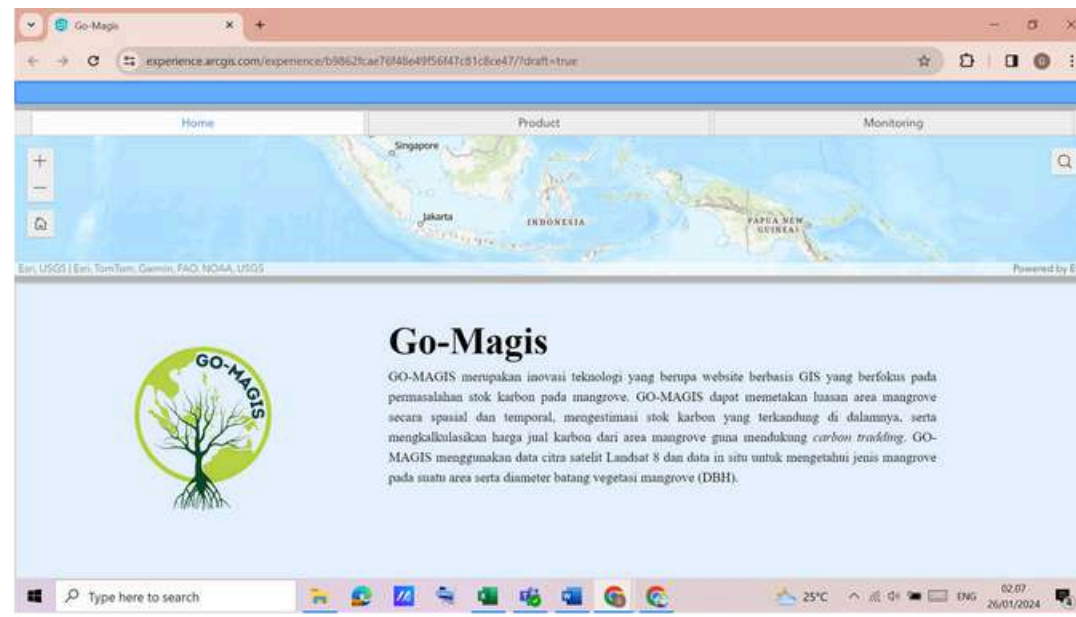 Go-Magis
experience.arcgis.com/experience/b9862fcae76f48e49f56f47c81c8ce47/?draft=true
Home Product Monitoring
Singapore
Jakarta
INDONESIA
PAPUA NEW
GUINEA
Esri, USGS | Esri, TomTom, Garmin, FAO, NOAA, USGS
Powered by E
GO-MAGIS
Go-Magis
GO-MAGIS merupakan inovasi teknologi yang berupa website berbasis GIS yang berfokus pada
permasalahan stok karbon pada mangrove. GO-MAGIS dapat memetakan luasan area mangrove
secara spasial dan temporal, mengestimasi stok karbon yang terkandung di dalamnya, serta
mengkalkulasikan harga jual karbon dari area mangrove guna mendukung carbon tradding. GO-
MAGIS menggunakan data citra satelit Landsat 8 dan data in situ untuk mengetahui jenis mangrove
pada suatu area serta diameter batang vegetasi mangrove (DBH).
Type here to search
25°C
ENG
02.07
26/01/2024